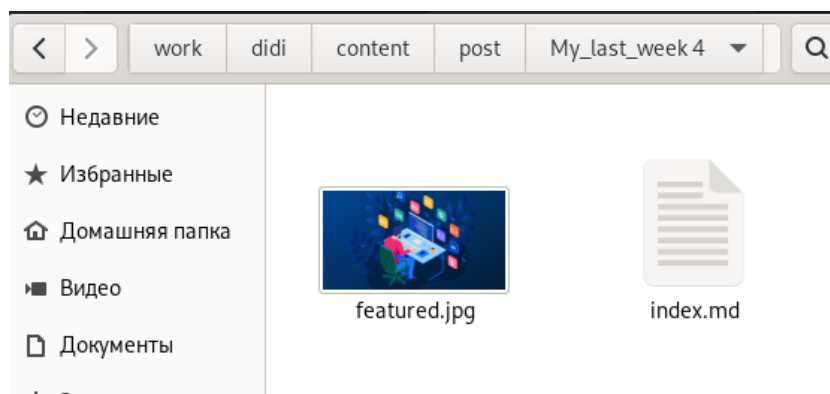 work didi content post My_last_week 4
Недавние
Избранные
Домашняя папка
Видео
Документы
featured.jpg
index.md